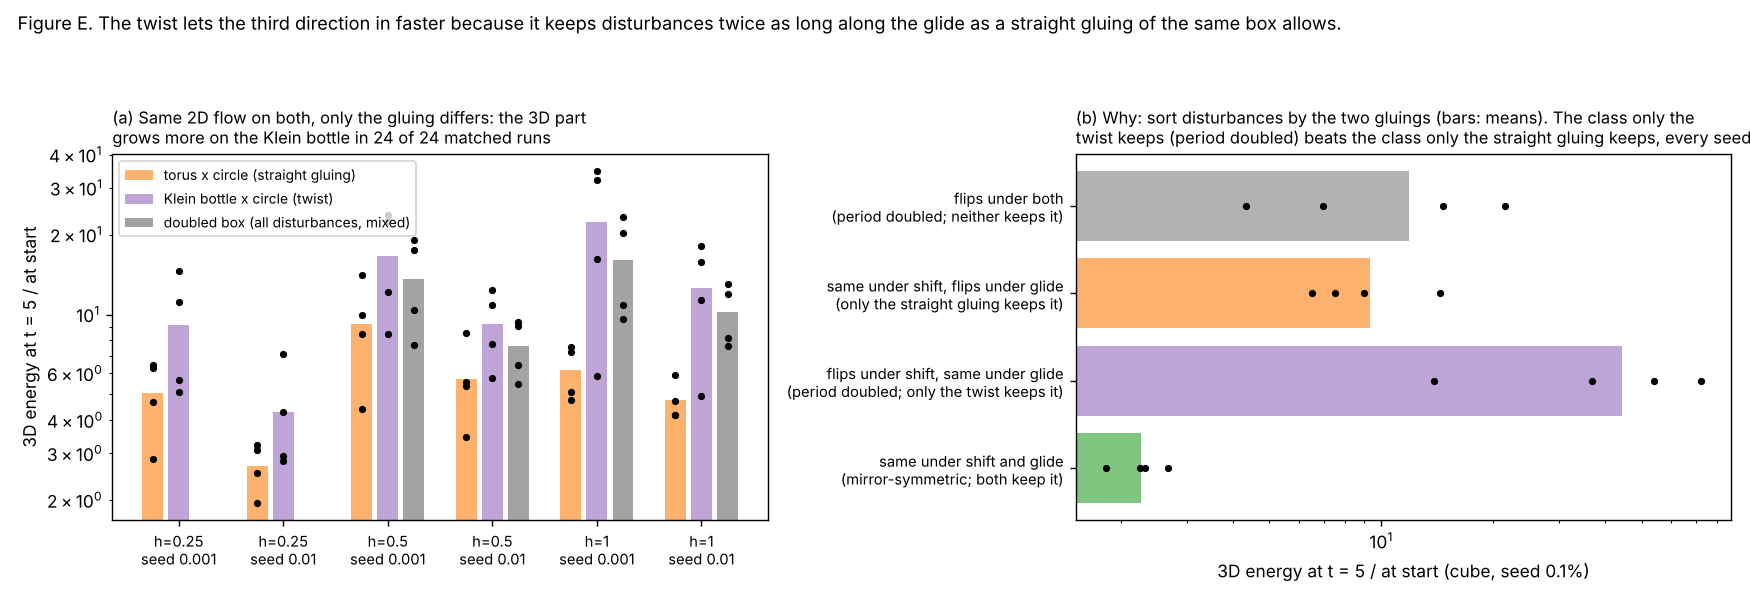 Figure E. The twist lets the third direction in faster because it keeps disturbances twice as long along the glide as a straight gluing of the same box allows.
(a) Same 2D flow on both, only the gluing differs: the 3D part
grows more on the Klein bottle in 24 of 24 matched runs
3D energy at t = 5 / at start
4 × 10¹
3 × 10¹
2 × 10¹
10¹
6 × 10⁰
4 × 10⁰
3 × 10⁰
2 × 10⁰
torus x circle (straight gluing)
Klein bottle x circle (twist)
doubled box (all disturbances, mixed)
h=0.25
seed 0.001
h=0.25
seed 0.01
h=0.5
seed 0.001
h=0.5
seed 0.01
h=1
seed 0.001
h=1
seed 0.01
(b) Why: sort disturbances by the two gluings (bars: means). The class only the
twist keeps (period doubled) beats the class only the straight gluing keeps, every seed
flips under both
(period doubled; neither keeps it)
same under shift, flips under glide
(only the straight gluing keeps it)
flips under shift, same under glide
(period doubled; only the twist keeps it)
same under shift and glide
(mirror-symmetric; both keep it)
10¹
3D energy at t = 5 / at start (cube, seed 0.1%)